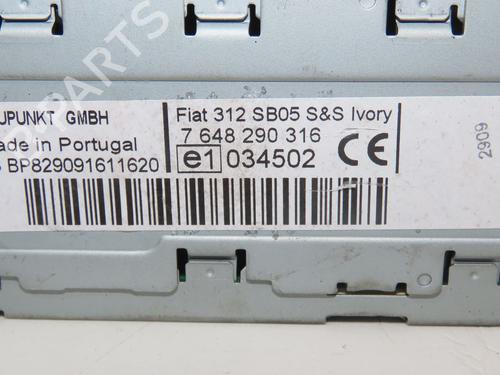 UPUNKT GMBH
ade in Portugal
BP829091611620
Fiat 312 SB05 S&S Ivory
7 648 290 316
e1 034502 CE
2909